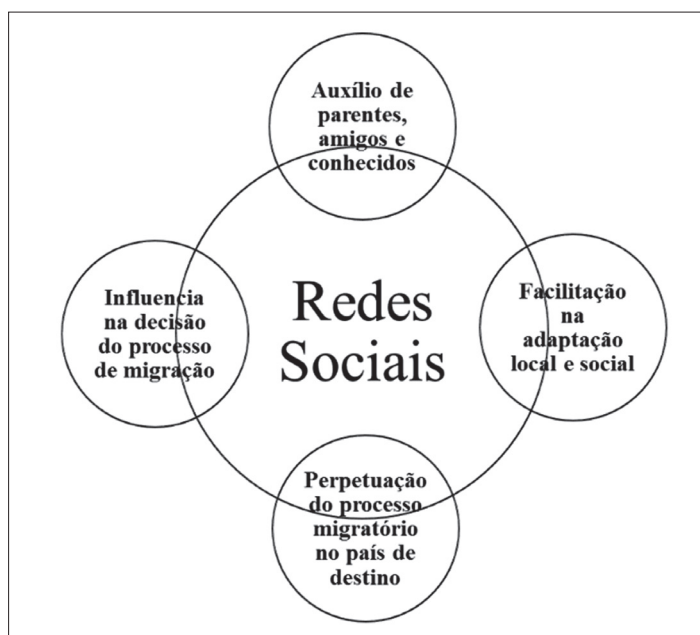 Auxílio de
parentes,
amigos e
conhecidos
Influencia
na decisão
do processo
de migração
Redes
Sociais
Facilitação
na
adaptação
local e social
Perpetuação
do processo
migratório
no país de
destino